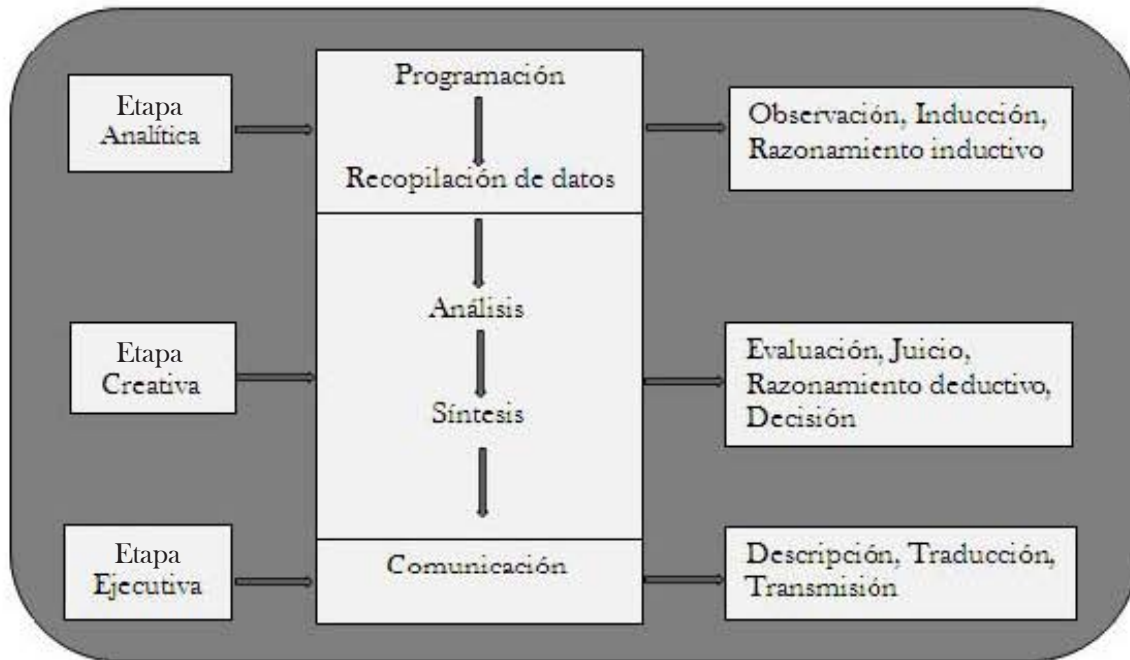 Etapa
Analítica
Programación
Recopilación de datos
Observación, Inducción,
Razonamiento inductivo
Etapa
Creativa
Análisis
Síntesis
Evaluación, Juicio,
Razonamiento deductivo,
Decisión
Etapa
Ejecutiva
Comunicación
Descripción, Traducción,
Transmisión